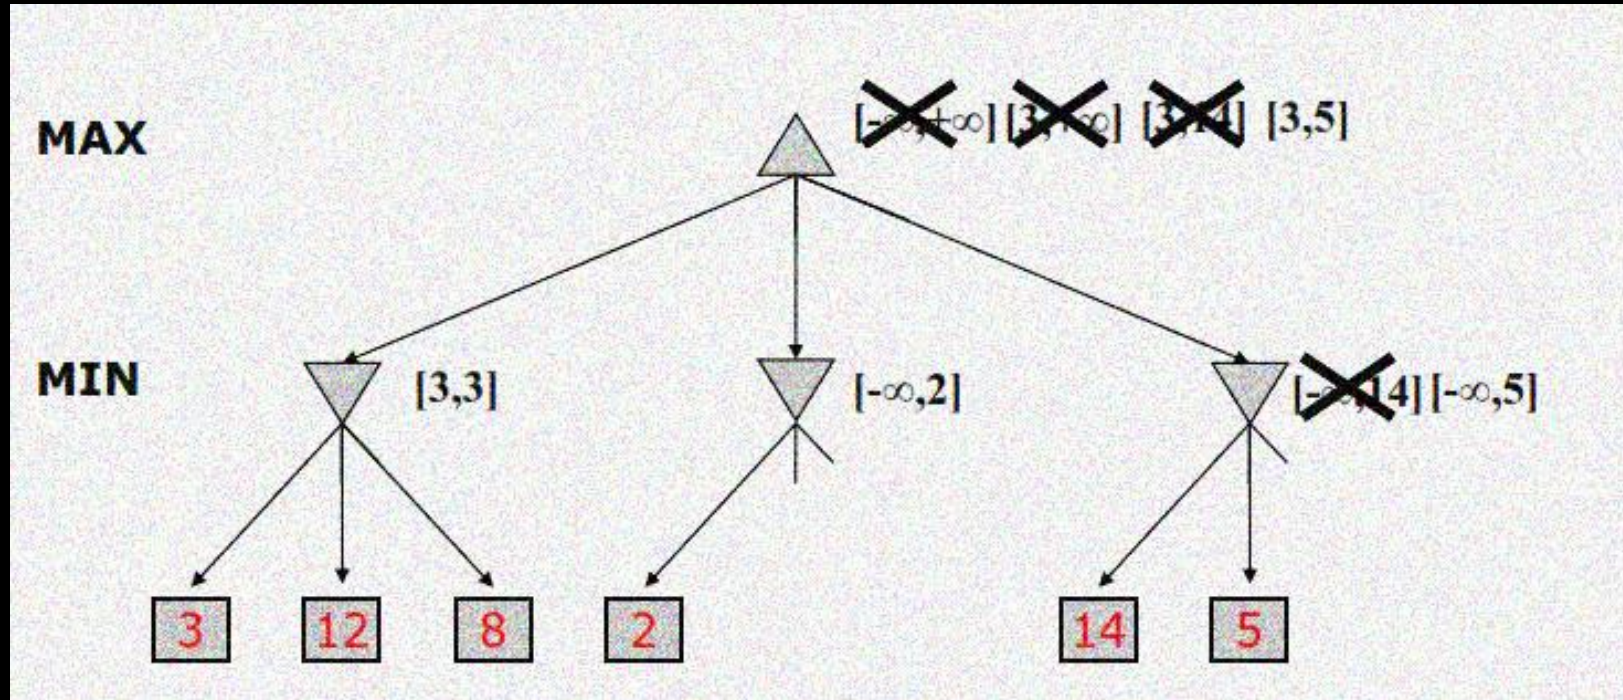 MAX [-∞,+∞] [3,+∞] [3,14] [3,5]
MIN [3,3] [-∞,2] [-∞,14] [-∞,5]
3 12 8 2 14 5